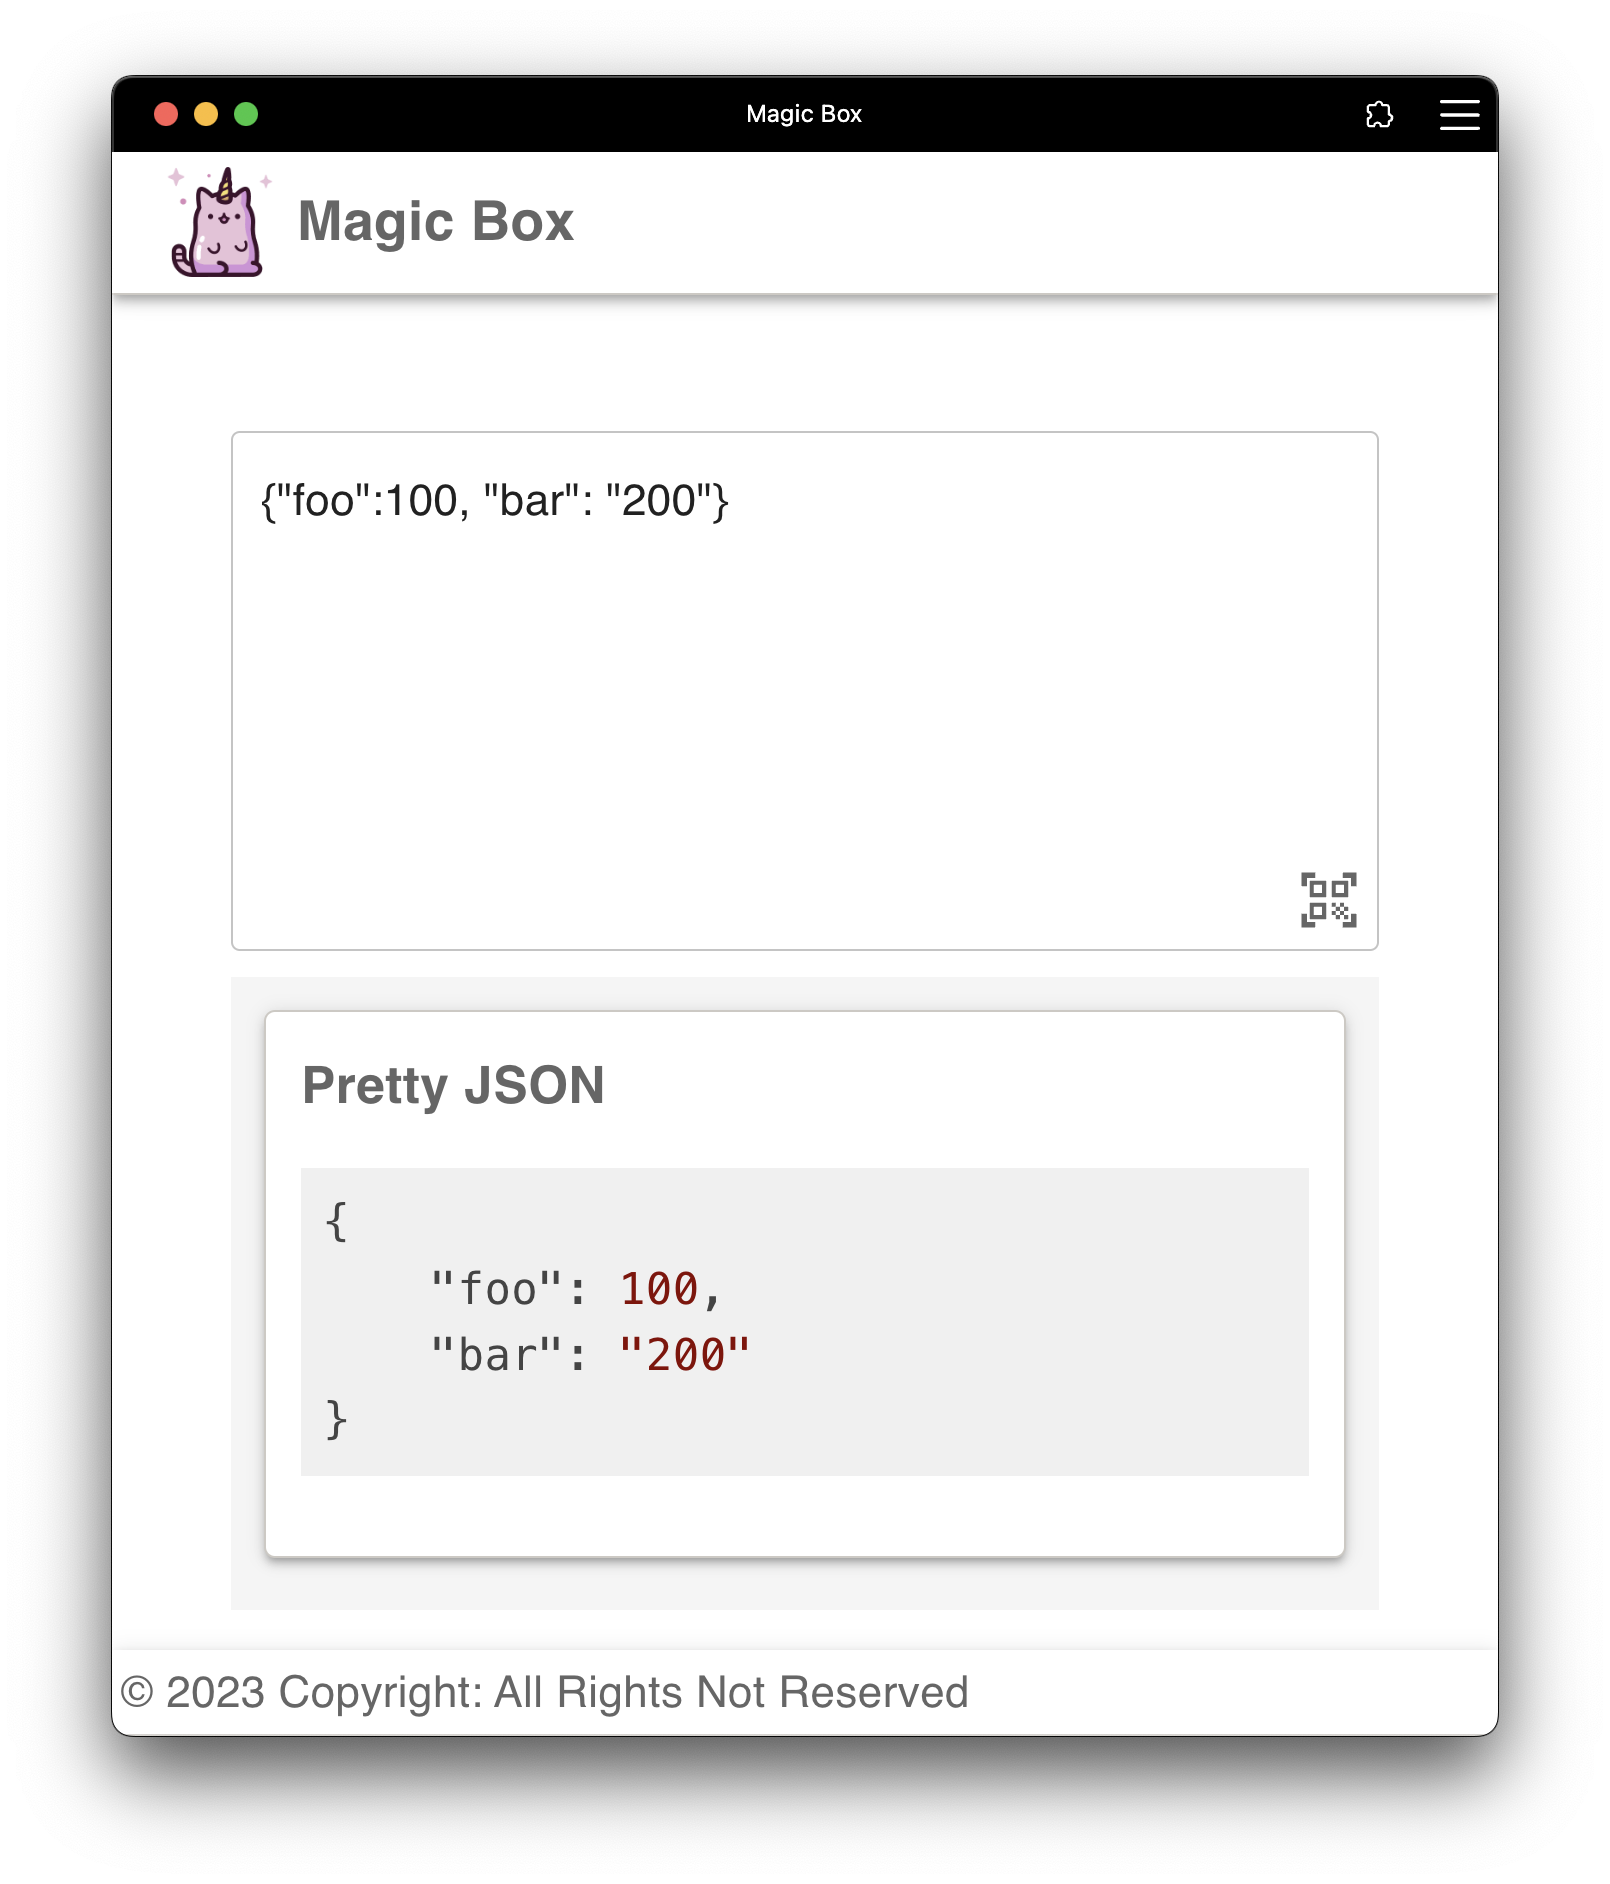 Magic Box
Magic Box
{"foo":100, "bar": "200"}
Pretty JSON
{
    "foo": 100,
    "bar": "200"
}
© 2023 Copyright: All Rights Not Reserved